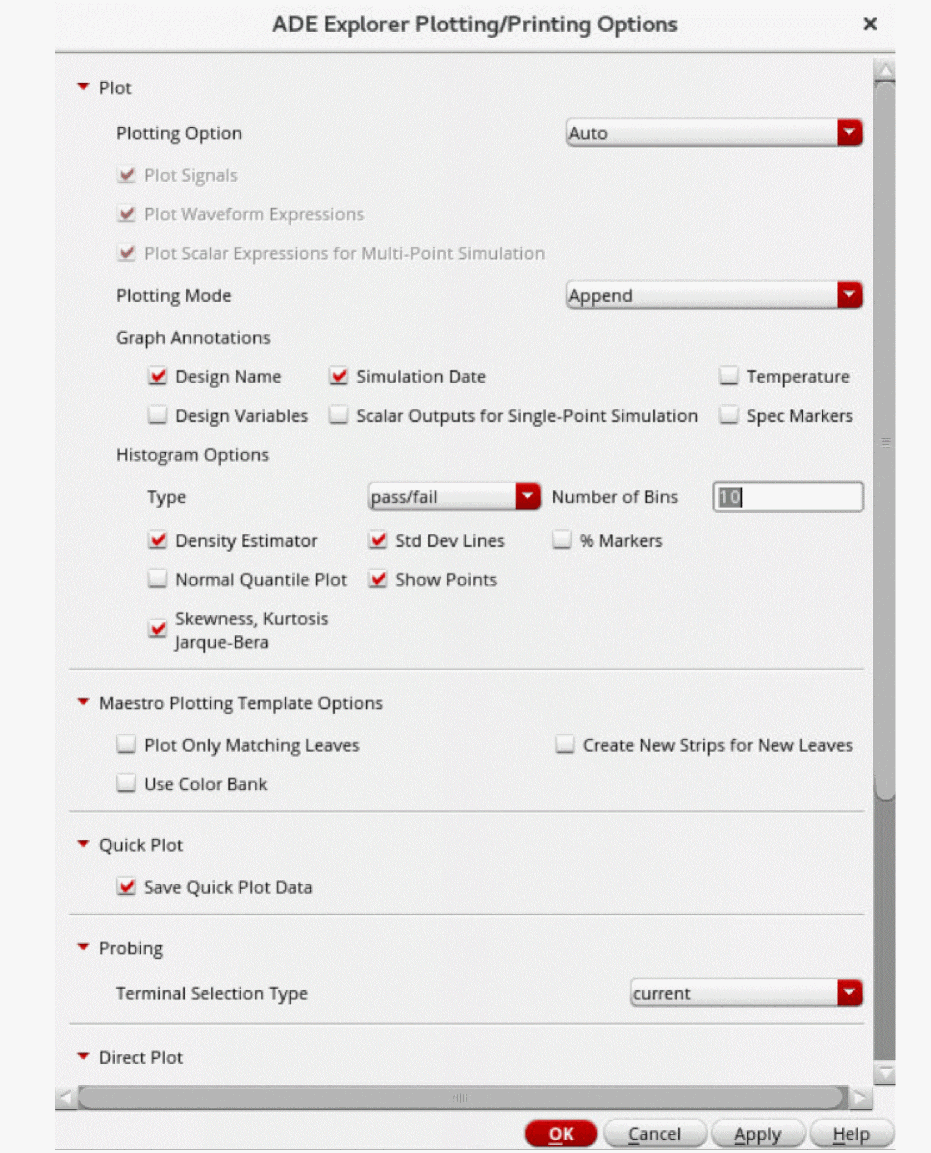 ADE Explorer Plotting/Printing Options
Plot
Plotting Option Auto
Plot Signals
Plot Waveform Expressions
Plot Scalar Expressions for Multi-Point Simulation
Plotting Mode Append
Graph Annotations
Design Name Simulation Date Temperature
Design Variables Scalar Outputs for Single-Point Simulation Spec Markers
Histogram Options
Type pass/fail Number of Bins 10
Density Estimator Std Dev Lines % Markers
Normal Quantile Plot Show Points
Skewness, Kurtosis
Jarque-Bera
Maestro Plotting Template Options
Plot Only Matching Leaves Create New Strips for New Leaves
Use Color Bank
Quick Plot
Save Quick Plot Data
Probing
Terminal Selection Type current
Direct Plot
OK Cancel Apply Help